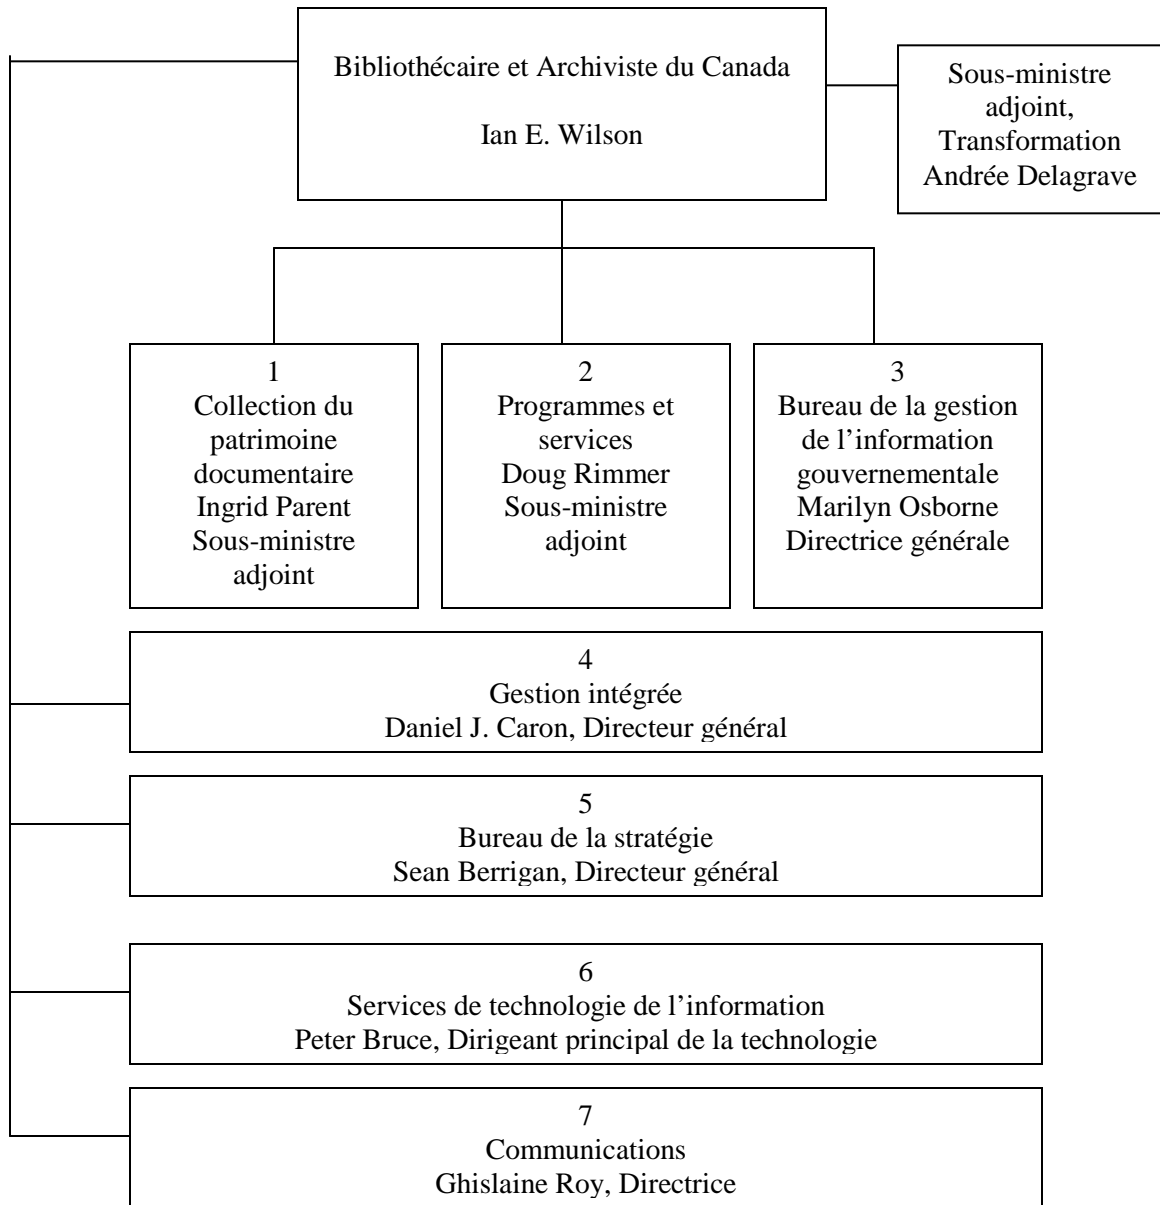 Bibliothécaire et Archiviste du Canada
Ian E. Wilson
Sous-ministre
adjoint,
Transformation
Andrée Delagrave
1
Collection du
patrimoine
documentaire
Ingrid Parent
Sous-ministre
adjoint
2
Programmes et
services
Doug Rimmer
Sous-ministre
adjoint
3
Bureau de la gestion
de l’information
gouvernementale
Marilyn Osborne
Directrice générale
4
Gestion intégrée
Daniel J. Caron, Directeur général
5
Bureau de la stratégie
Sean Berrigan, Directeur général
6
Services de technologie de l’information
Peter Bruce, Dirigeant principal de la technologie
7
Communications
Ghislaine Roy, Directrice